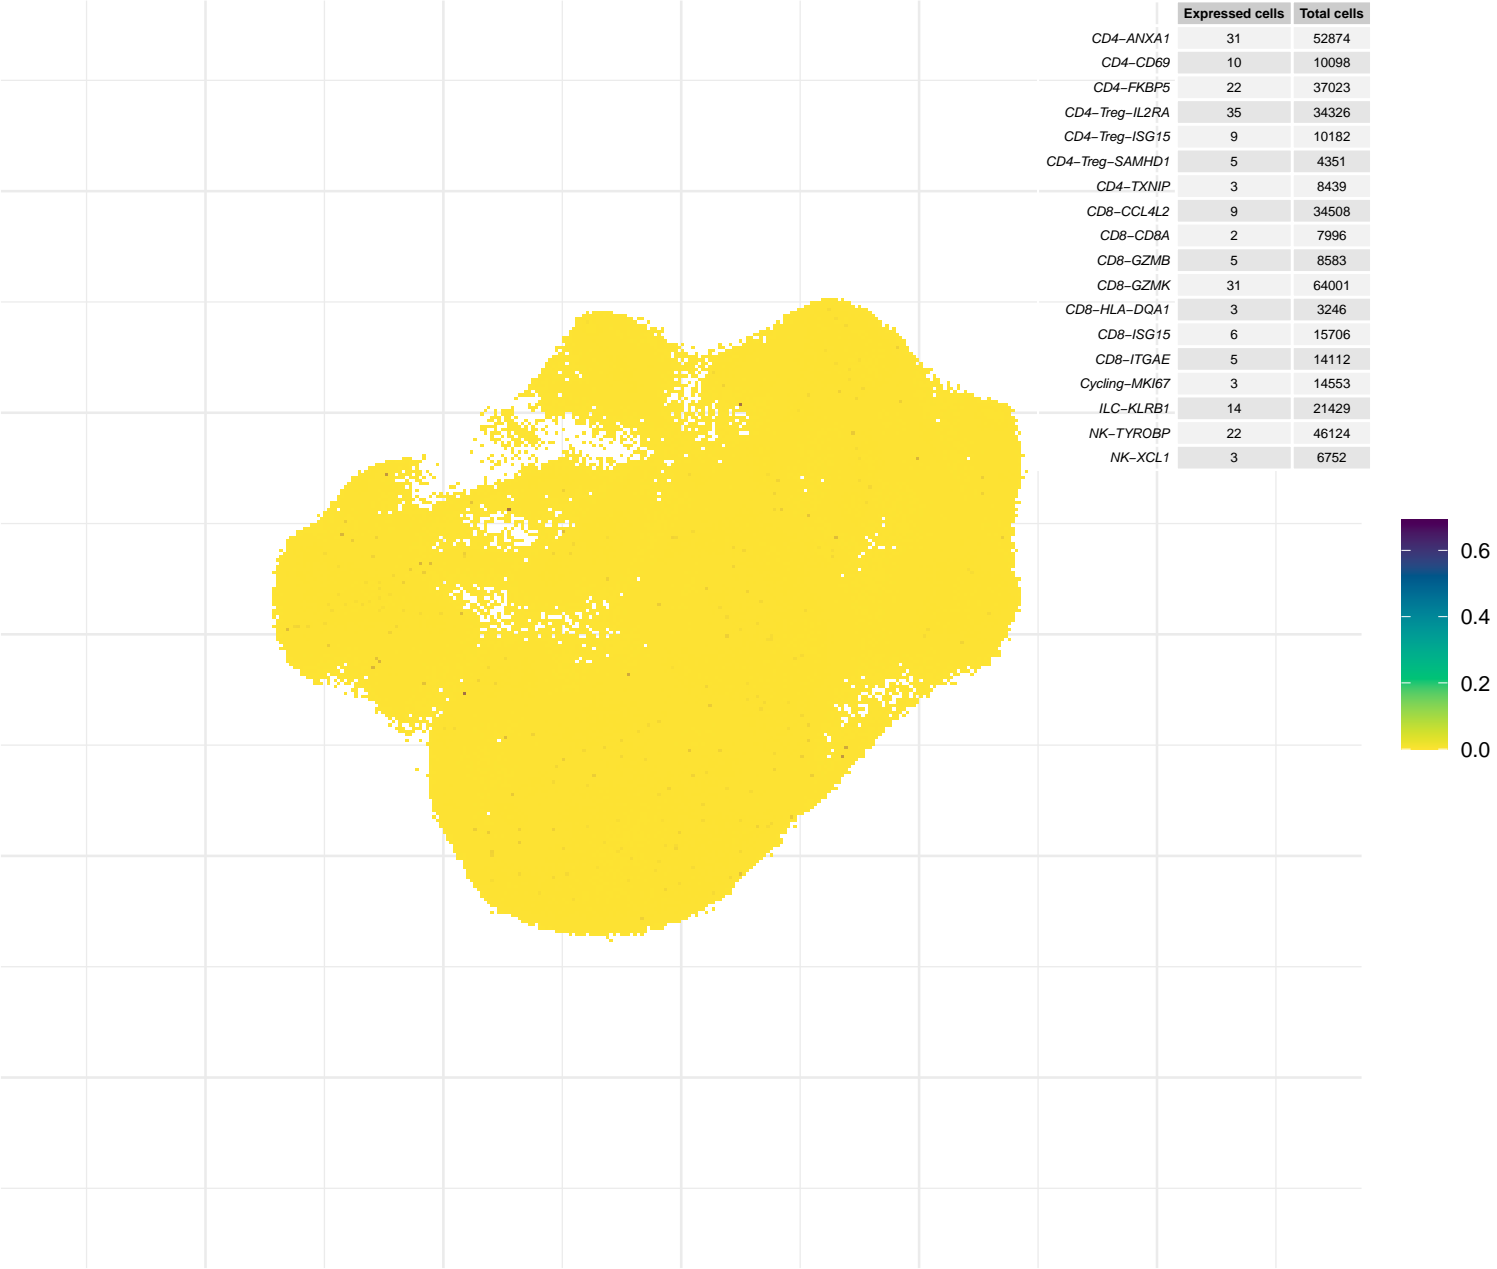 Expressed cells Total cells
CD4−ANXA1 31 52874
CD4−CD69 10 10098
CD4−FKBP5 22 37023
CD4−Treg−IL2RA 35 34326
CD4−Treg−ISG15 9 10182
CD4−Treg−SAMHD1 5 4351
CD4−TXNIP 3 8439
CD8−CCL4L2 9 34508
CD8−CD8A 2 7996
CD8−GZMB 5 8583
CD8−GZMK 31 64001
CD8−HLA−DQA1 3 3246
CD8−ISG15 6 15706
CD8−ITGAE 5 14112
Cycling−MKI67 3 14553
ILC−KLRB1 14 21429
NK−TYROBP 22 46124
NK−XCL1 3 6752
0.6
0.4
0.2
0.0